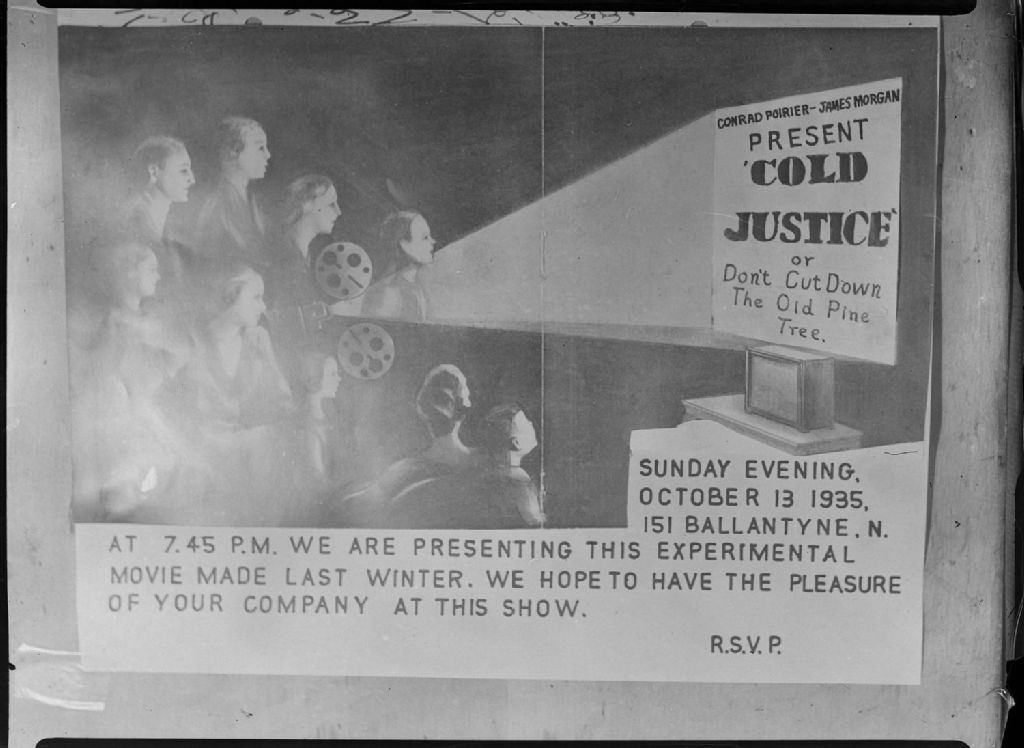 CONRAD POIRIER - JAMES MORGAN
PRESENT
'COLD
JUSTICE'
or
Don't Cut Down
The Old Pine
Tree.
SUNDAY EVENING,
OCTOBER 13 1935,
151 BALLANTYNE, N.
AT 7.45 P.M. WE ARE PRESENTING THIS EXPERIMENTAL
MOVIE MADE LAST WINTER. WE HOPE TO HAVE THE PLEASURE
OF YOUR COMPANY AT THIS SHOW.
R.S.V.P.